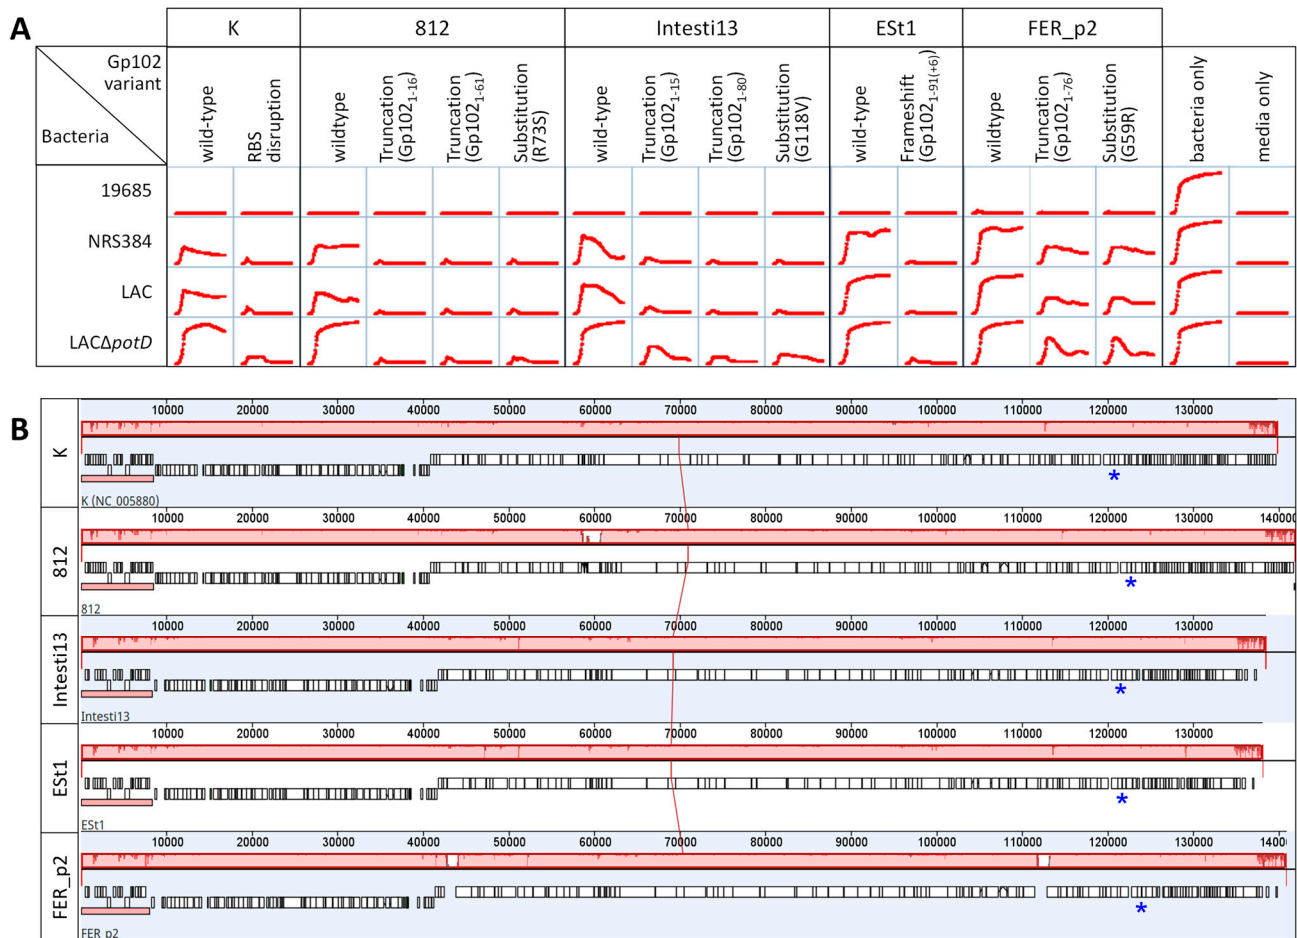 A
K 812 Intesti13 ESt1 FER_p2
Gp102
variant
Bacteria
wild-type
RBS
disruption
wildtype
Truncation
(Gp102₁₋₁₆)
Truncation
(Gp102₁₋₆₁)
Substitution
(R73S)
wild-type
Truncation
(Gp102₁₋₁₅)
Truncation
(Gp102₁₋₈₀)
Substitution
(G118V)
wild-type
Frameshift
(Gp102₁₋₉₁₍₊₆₎)
wildtype
Truncation
(Gp102₁₋₇₆)
Substitution
(G59R)
bacteria only
media only
19685
NRS384
LAC
LACΔpotD
B
K
10000 20000 30000 40000 50000 60000 70000 80000 90000 100000 110000 120000 130000
*
K (NC_005880)
812
10000 20000 30000 40000 50000 60000 70000 80000 90000 100000 110000 120000 130000 140000
*
812
Intesti13
10000 20000 30000 40000 50000 60000 70000 80000 90000 100000 110000 120000 130000
*
Intesti13
ESt1
10000 20000 30000 40000 50000 60000 70000 80000 90000 100000 110000 120000 130000
*
ESt1
FER_p2
10000 20000 30000 40000 50000 60000 70000 80000 90000 100000 110000 120000 130000 14000
*
FER_p2